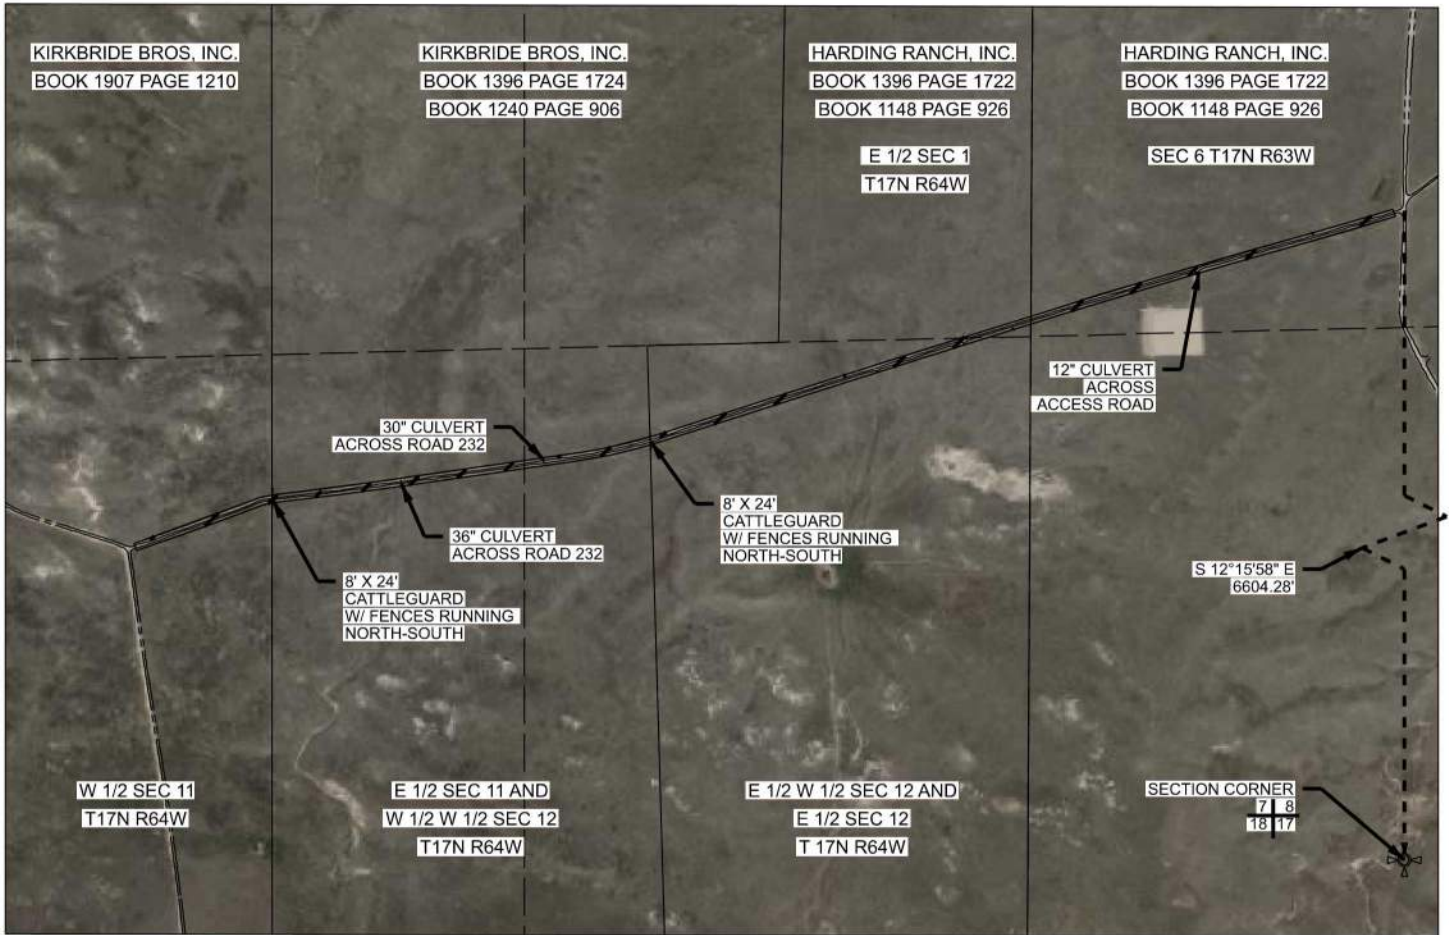 KIRKBRIDE BROS, INC.
BOOK 1907 PAGE 1210
KIRKBRIDE BROS, INC.
BOOK 1396 PAGE 1724
BOOK 1240 PAGE 906
HARDING RANCH, INC.
BOOK 1396 PAGE 1722
BOOK 1148 PAGE 926
E 1/2 SEC 1
T17N R64W
HARDING RANCH, INC.
BOOK 1396 PAGE 1722
BOOK 1148 PAGE 926
SEC 6 T17N R63W
12" CULVERT
ACROSS
ACCESS ROAD
30" CULVERT
ACROSS ROAD 232
36" CULVERT
ACROSS ROAD 232
8' X 24'
CATTLEGUARD
W/ FENCES RUNNING
NORTH-SOUTH
8' X 24'
CATTLEGUARD
W/ FENCES RUNNING
NORTH-SOUTH
S 12°15'58" E
6604.28'
W 1/2 SEC 11
T17N R64W
E 1/2 SEC 11 AND
W 1/2 W 1/2 SEC 12
T17N R64W
E 1/2 W 1/2 SEC 12 AND
E 1/2 SEC 12
T 17N R64W
SECTION CORNER
7 8
18 17